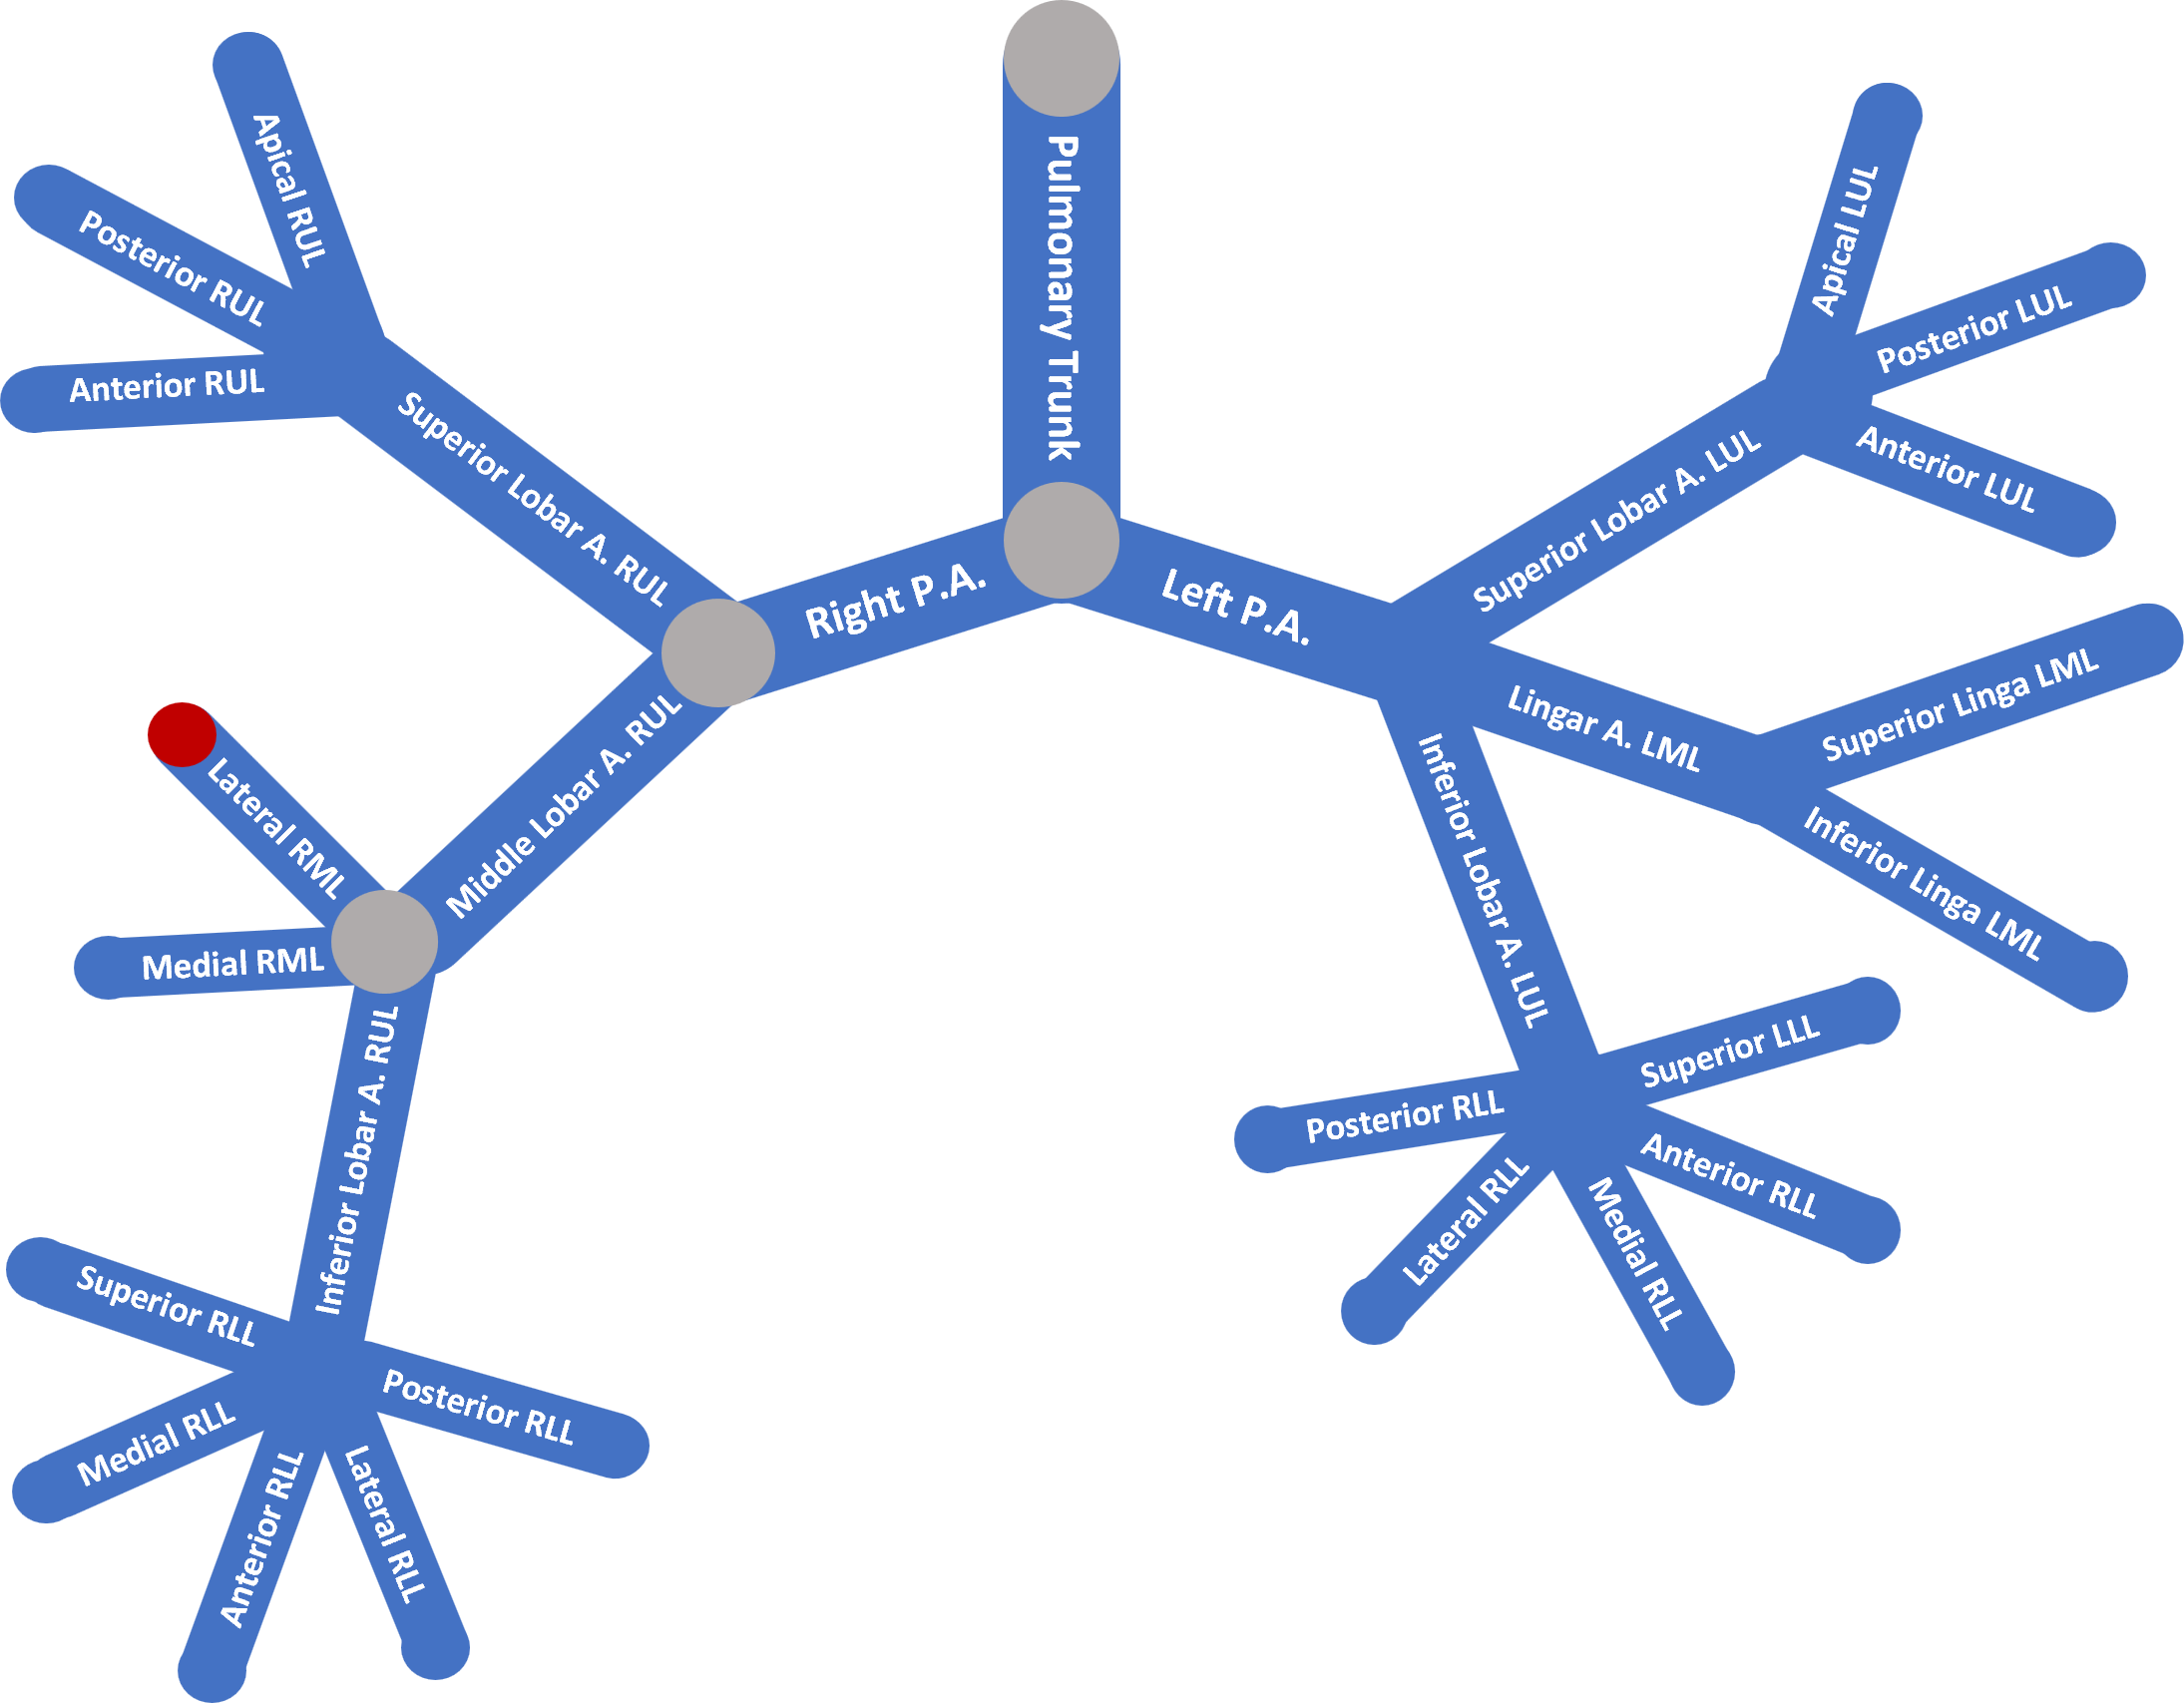 Pulmonary Trunk
Right P.A.
Left P.A.
Superior Lobar A. RUL
Apical RUL
Posterior RUL
Anterior RUL
Middle Lobar A. RUL
Lateral RML
Medial RML
Inferior Lobar A. RUL
Superior RLL
Medial RLL
Anterior RLL
Lateral RLL
Posterior RLL
Superior Lobar A. LUL
Apical LUL
Posterior LUL
Anterior LUL
Lingar A. LML
Superior Linga LML
Inferior Linga LML
Inferior Lobar A. LUL
Superior LLL
Anterior RLL
Medial RLL
Lateral RLL
Posterior RLL